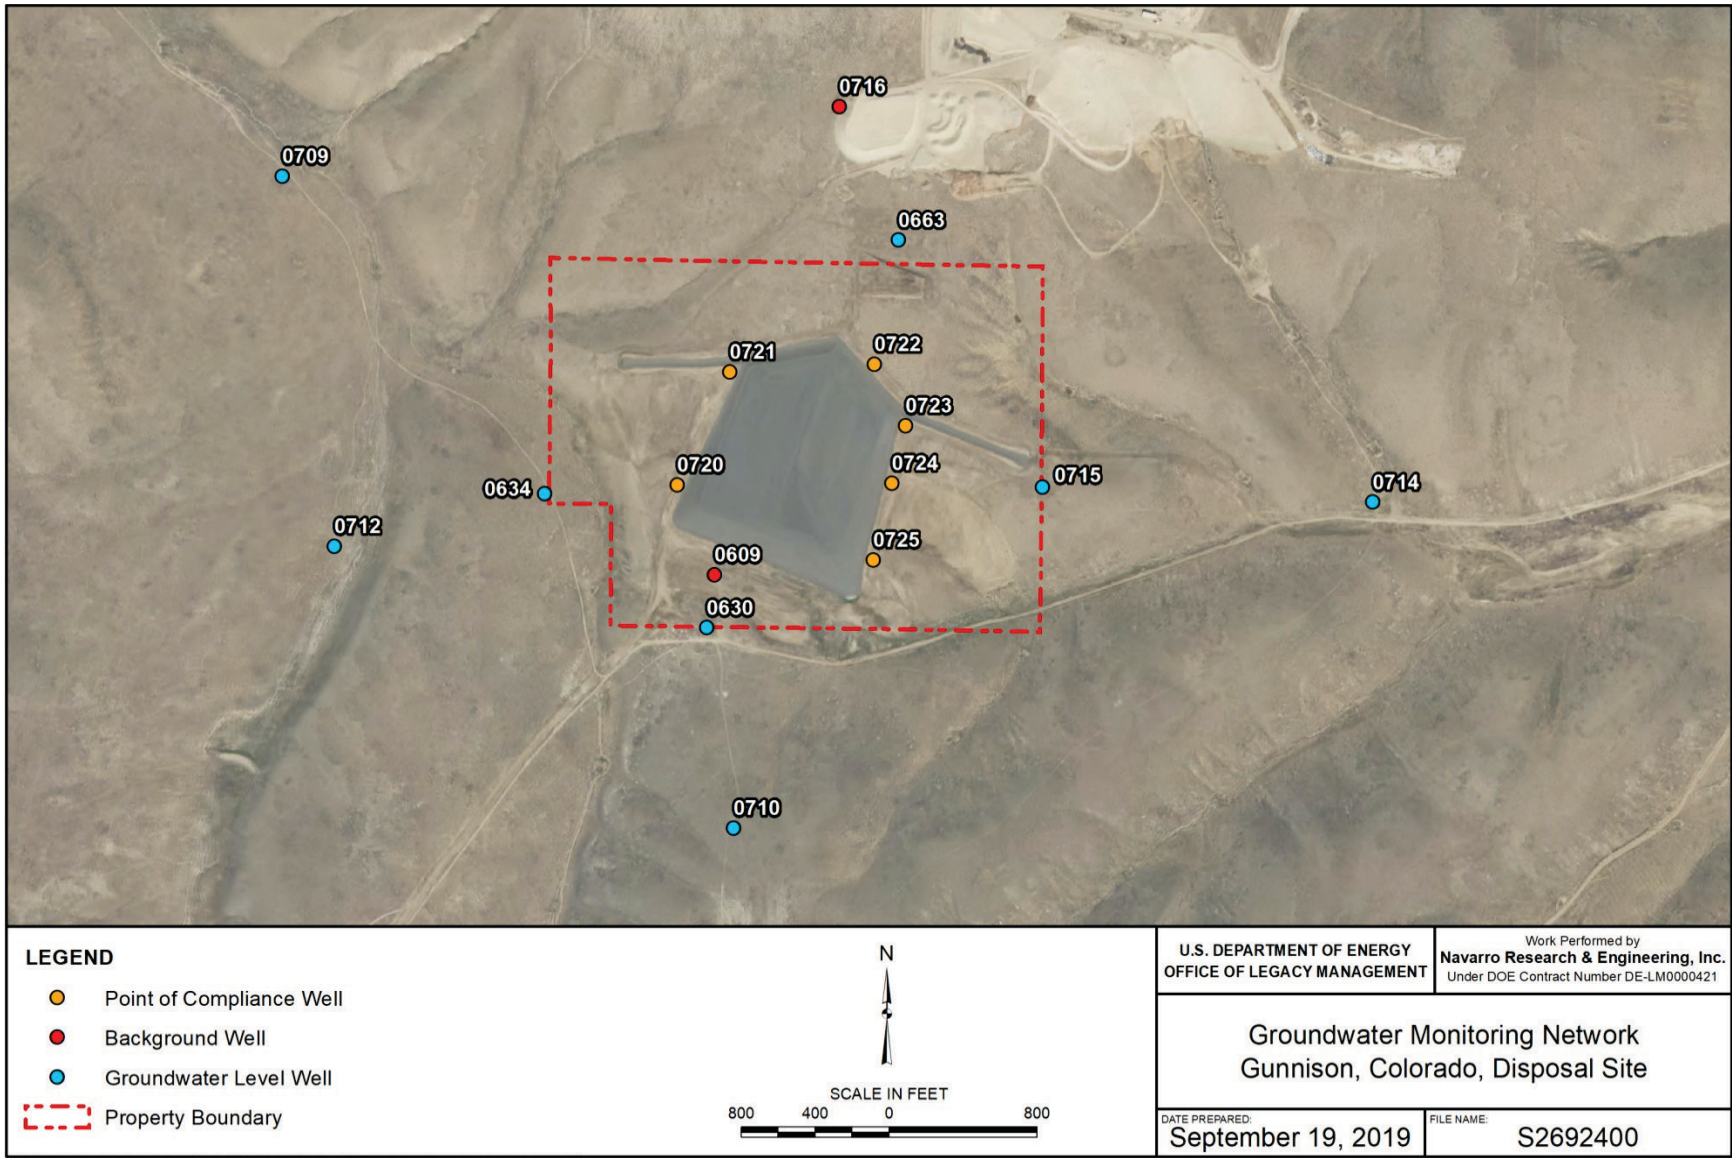 0716
0709
0663
0721
0722
0723
0720
0724
0634
0715
0714
0712
0609
0725
0630
0710
LEGEND
Point of Compliance Well
Background Well
Groundwater Level Well
Property Boundary
N
SCALE IN FEET
800 400 0 800
U.S. DEPARTMENT OF ENERGY
OFFICE OF LEGACY MANAGEMENT
Work Performed by
Navarro Research & Engineering, Inc.
Under DOE Contract Number DE-LM0000421
Groundwater Monitoring Network
Gunnison, Colorado, Disposal Site
DATE PREPARED:
September 19, 2019
FILE NAME:
S2692400